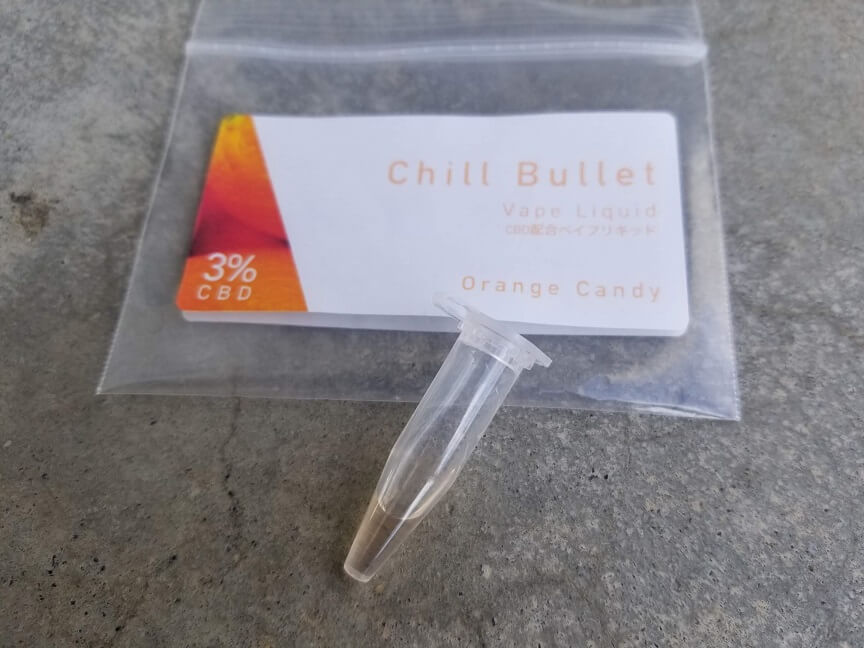 Chill Bullet
Vape Liquid
CBD配合ベイプリキッド
3%
CBD
Orange Candy